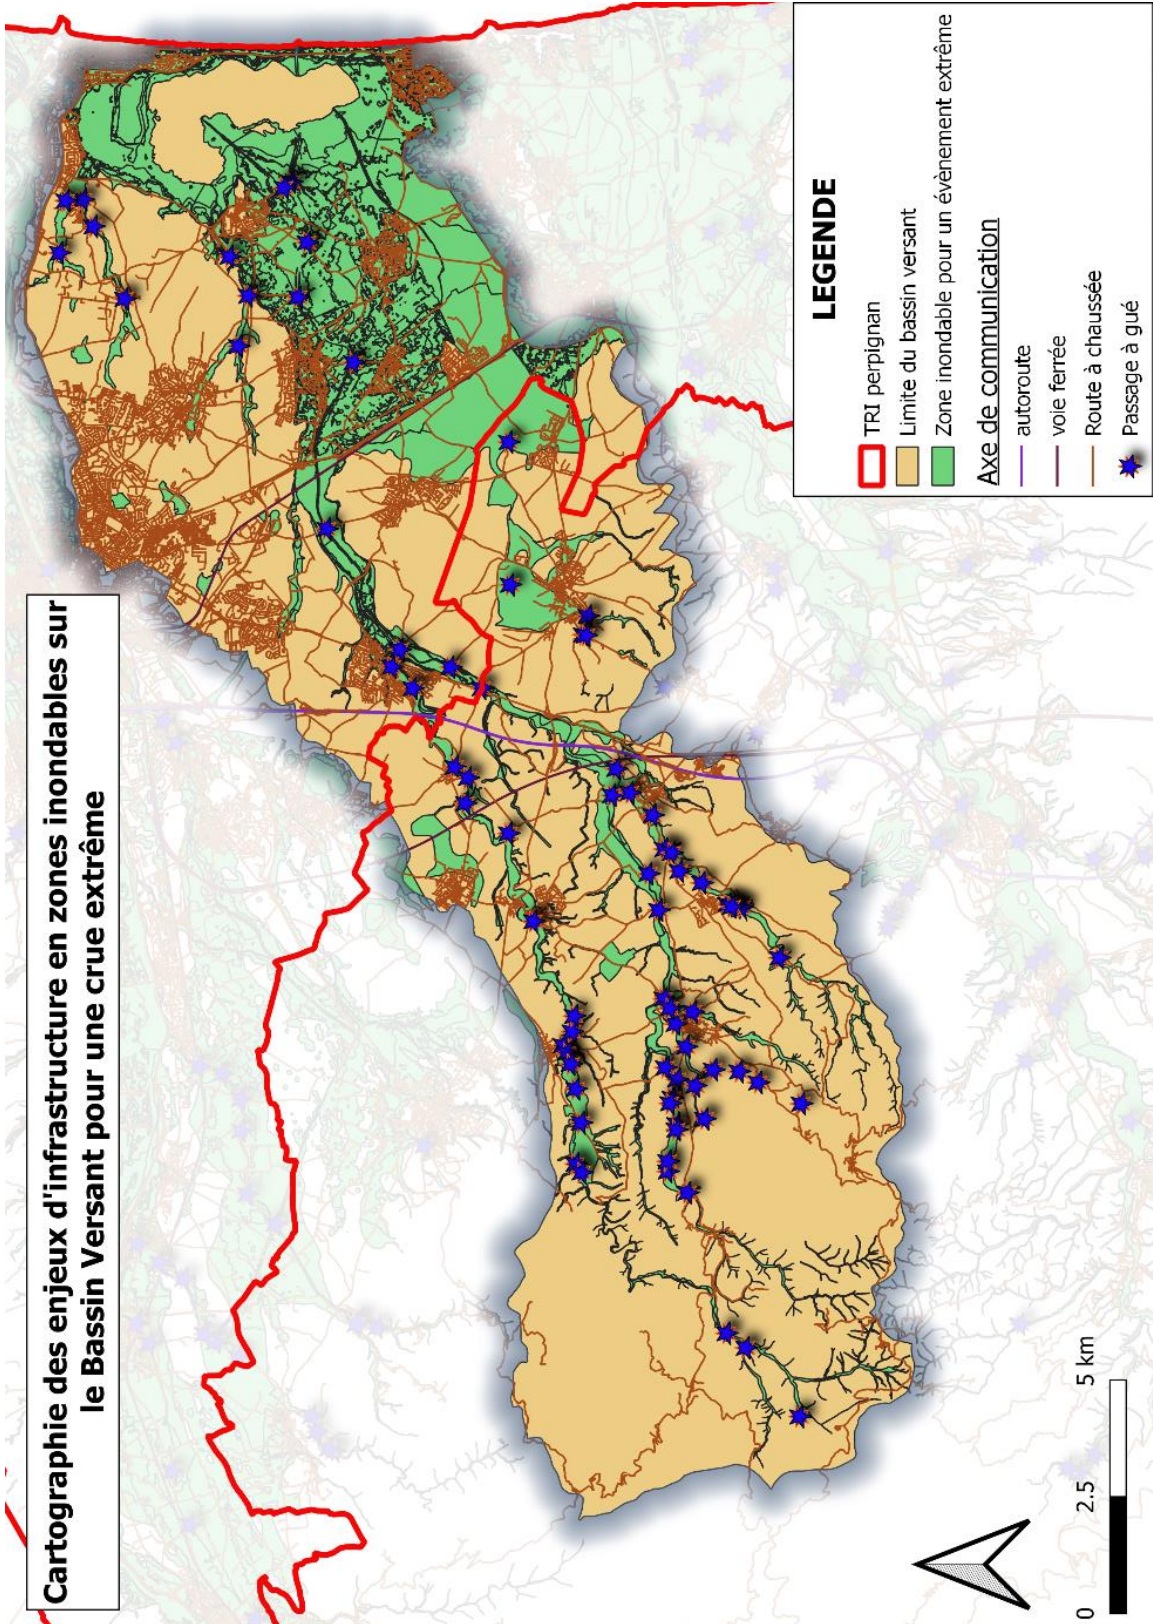 Cartographie des enjeux d'infrastructure en zones inondables sur
le Bassin Versant pour une crue extrême
LEGENDE
TRI perpignan
Limite du bassin versant
Zone inondable pour un évènement extrême
Axe de communication
autoroute
voie ferrée
Route à chaussée
Passage à gué
0 2.5 5 km